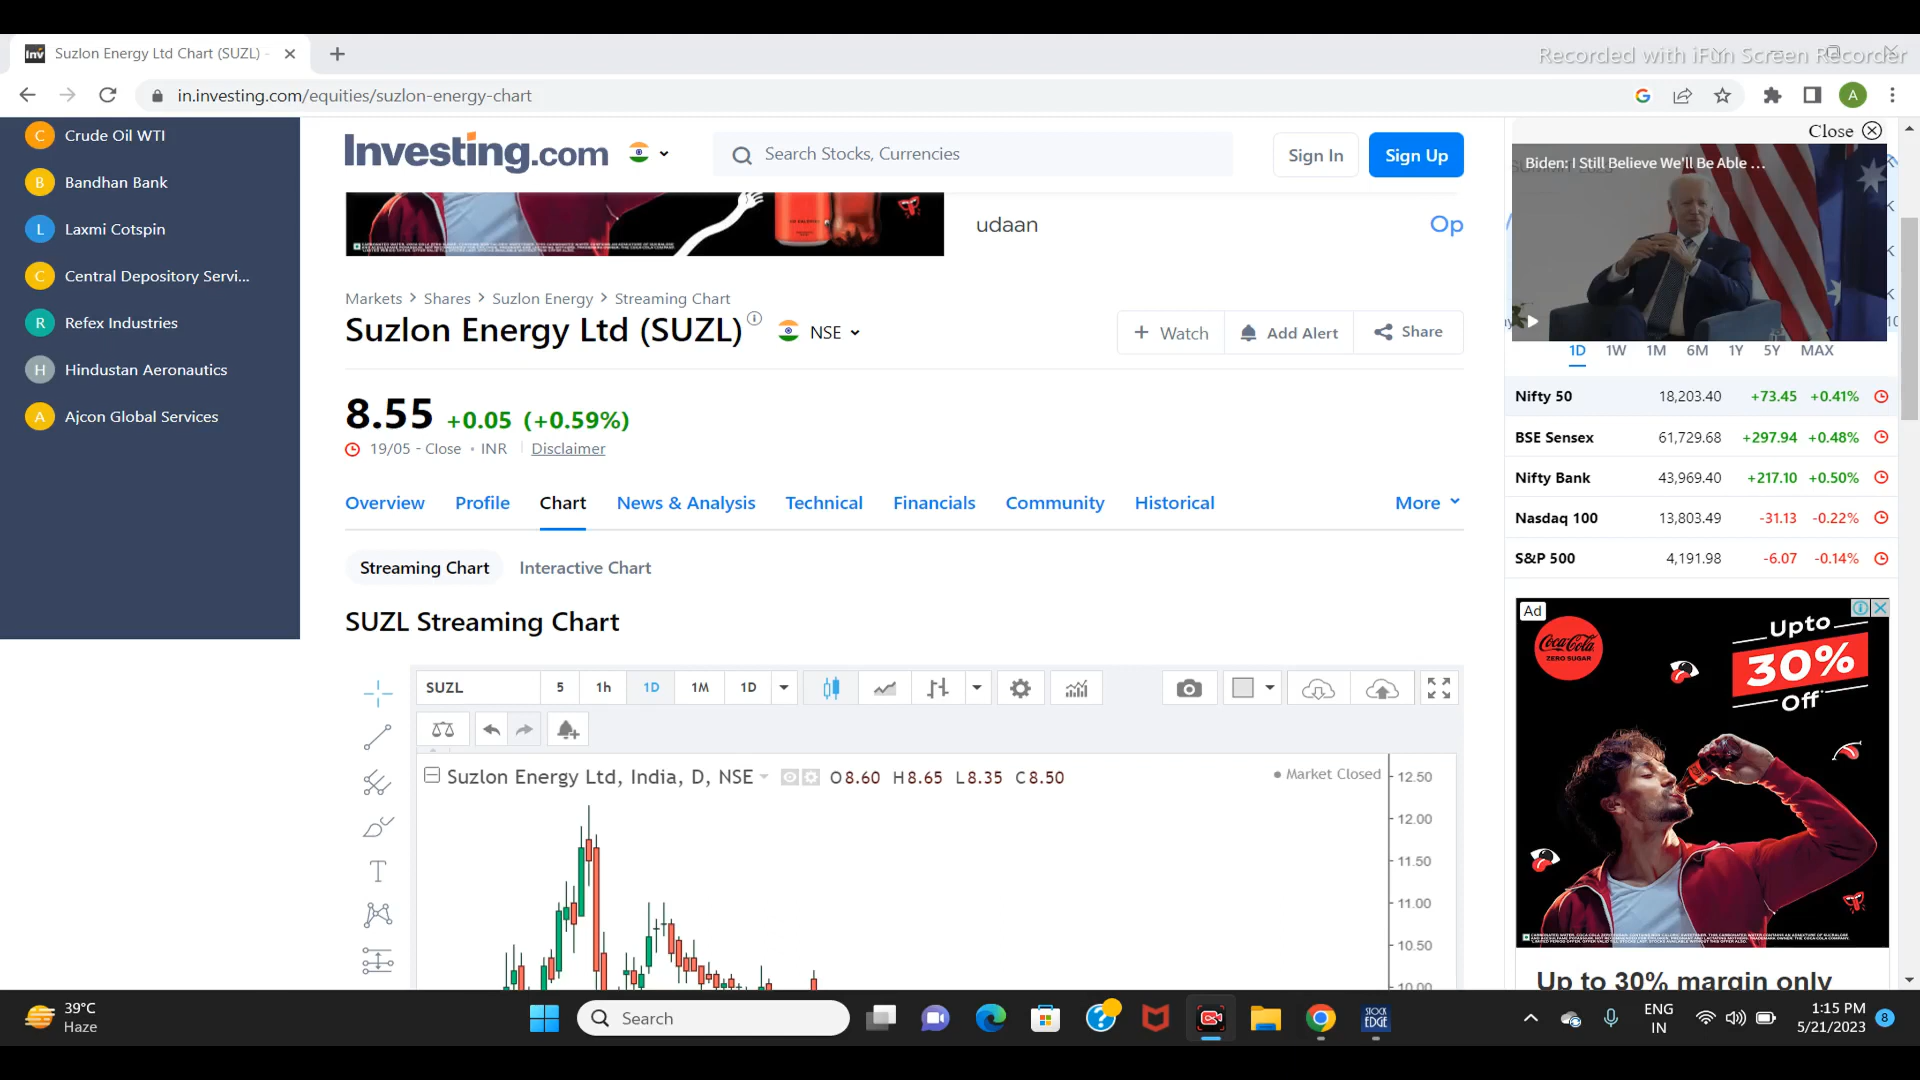 Suzlon Energy Ltd Chart (SUZL) -
Recorded with iFun Screen Recorder
in.investing.com/equities/suzlon-energy-chart
A
C Crude Oil WTI
B Bandhan Bank
L Laxmi Cotspin
C Central Depository Servi...
R Refex Industries
H Hindustan Aeronautics
A Ajcon Global Services
Investing.com
Search Stocks, Currencies
Sign In
Sign Up
udaan
Op
Markets > Shares > Suzlon Energy > Streaming Chart
Suzlon Energy Ltd (SUZL)
NSE
+ Watch
Add Alert
Share
8.55 +0.05 (+0.59%)
19/05 - Close • INR
Disclaimer
Overview Profile Chart News & Analysis Technical Financials Community Historical More
Streaming Chart Interactive Chart
SUZL Streaming Chart
SUZL 5 1h 1D 1M 1D
Suzlon Energy Ltd, India, D, NSE O8.60 H8.65 L8.35 C8.50
Market Closed
12.50
12.00
11.50
11.00
10.50
10.00
Close
Biden: I Still Believe We'll Be Able ...
1D 1W 1M 6M 1Y 5Y MAX
Nifty 50 18,203.40 +73.45 +0.41%
BSE Sensex 61,729.68 +297.94 +0.48%
Nifty Bank 43,969.40 +217.10 +0.50%
Nasdaq 100 13,803.49 -31.13 -0.22%
S&P 500 4,191.98 -6.07 -0.14%
Ad
Coca-Cola
ZERO SUGAR
Upto
30%
Off*
Up to 30% margin only
39°C
Haze
Search
STOCK
EDGE
ENG
IN
1:15 PM
5/21/2023
8